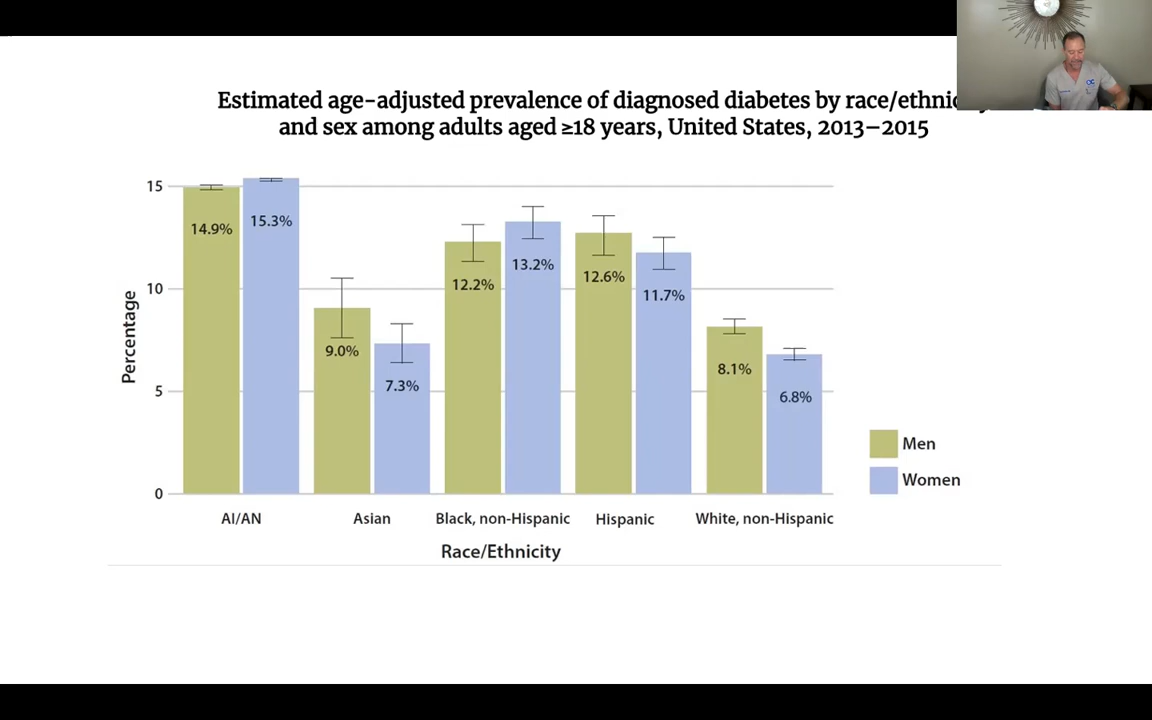 Estimated age-adjusted prevalence of diagnosed diabetes by
and sex among adults aged ≥18 years, United States, 2013–2015
15
10
5
0
Percentage
14.9%
15.3%
9.0%
7.3%
12.2%
13.2%
12.6%
11.7%
8.1%
6.8%
Men
Women
AI/AN
Asian
Black, non-Hispanic
Hispanic
White, non-Hispanic
Race/Ethnicity